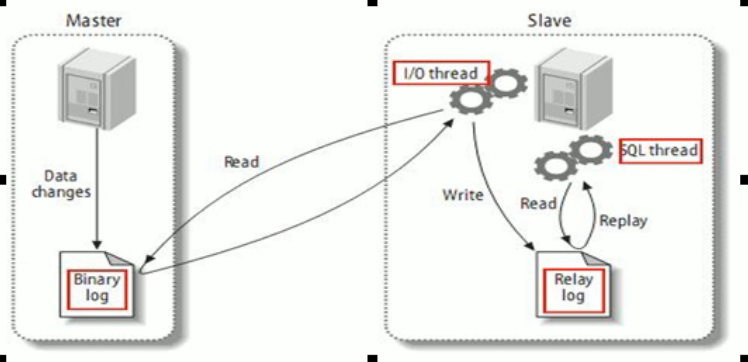 Master
Slave
I/O thread
SQL thread
Read
Data
changes
Write
Read
Replay
Binary
log
Relay
log